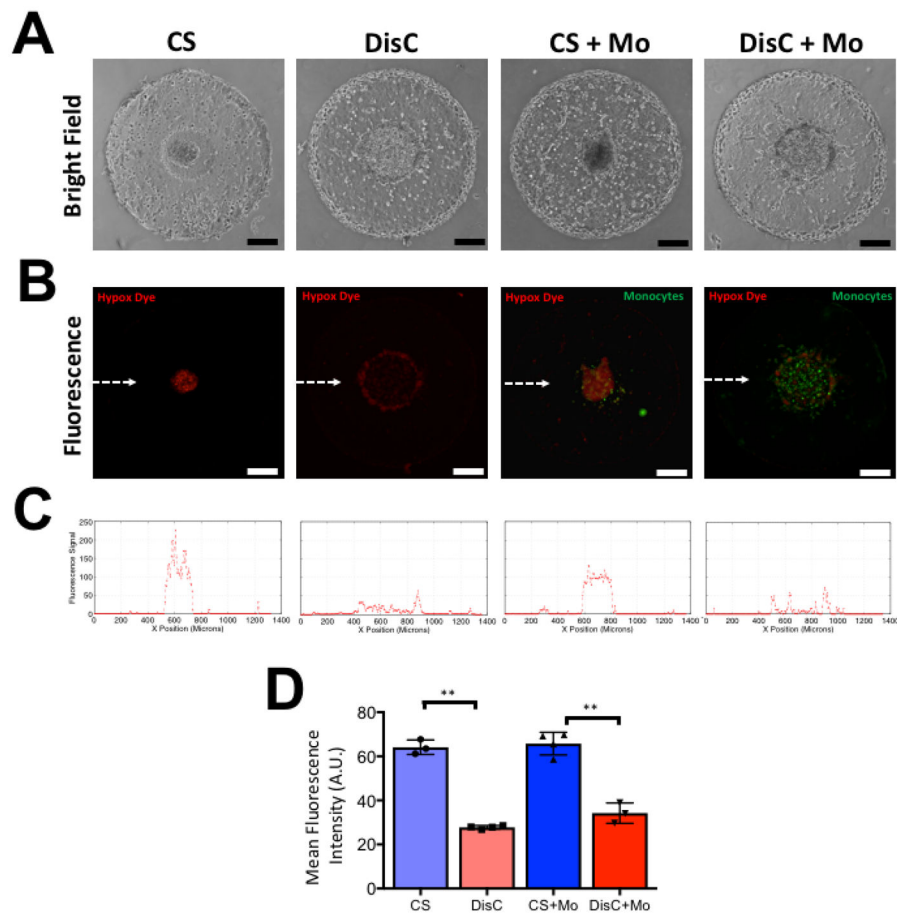 A
CS
DisC
CS + Mo
DisC + Mo
Bright Field
B
Hypox Dye
Hypox Dye
Hypox Dye
Monocytes
Hypox Dye
Monocytes
Fluorescence
C
Fluorescence Signal
250
200
150
100
50
0
0 200 400 600 800 1000 1200 1400
X Position (Microns)
0 200 400 600 800 1000 1200 1400
X Position (Microns)
0 200 400 600 800 1000 1200 1400
X Position (Microns)
0 200 400 600 800 1000 1200 1400
X Position (Microns)
D
**
**
Mean Fluorescence
Intensity (A.U.)
80
60
40
20
0
CS
DisC
CS+Mo
DisC+Mo